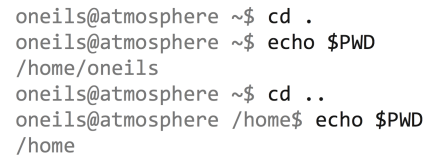 oneils@atmosphere ~$ cd .
oneils@atmosphere ~$ echo $PWD
/home/oneils
oneils@atmosphere ~$ cd ..
oneils@atmosphere /home$ echo $PWD
/home